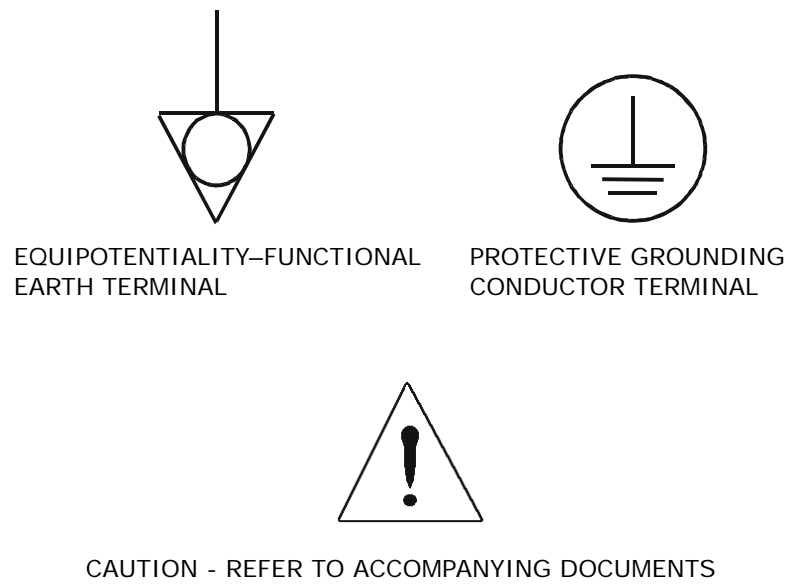 EQUIPOTENTIALITY–FUNCTIONAL
EARTH TERMINAL
PROTECTIVE GROUNDING
CONDUCTOR TERMINAL
!
CAUTION - REFER TO ACCOMPANYING DOCUMENTS